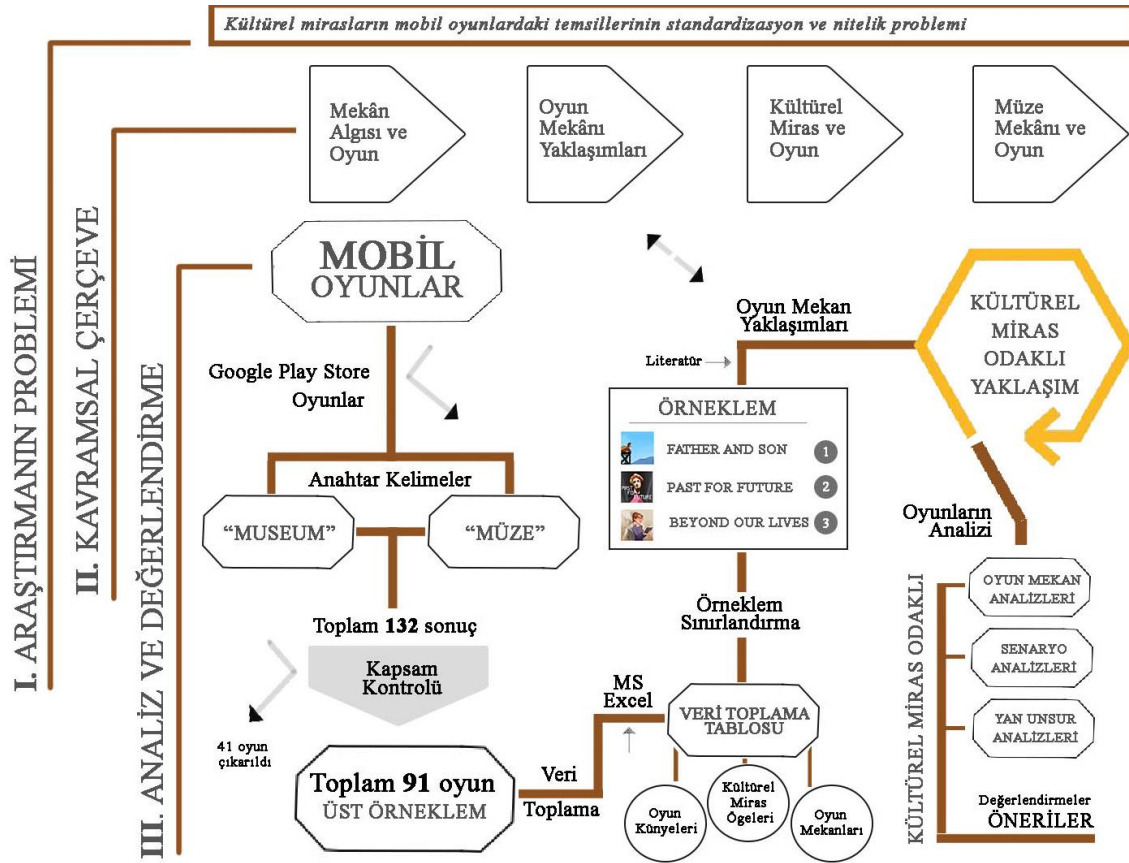 Kültürel mirasların mobil oyunlardaki temsillerinin standardizasyon ve nitelik problemi
I. ARAŞTIRMANIN PROBLEMİ
II. KAVRAMSAL ÇERÇEVE
III. ANALİZ VE DEĞERLENDİRME
Mekân
Algısı ve
Oyun
Oyun
Mekânı
Yaklaşımları
Kültürel
Miras ve
Oyun
Müze
Mekânı ve
Oyun
MOBİL
OYUNLAR
Google Play Store
Oyunlar
Anahtar Kelimeler
“MUSEUM”
“MÜZE”
Toplam 132 sonuç
Kapsam
Kontrolü
41 oyun
çıkarıldı
Toplam 91 oyun
ÜST ÖRNEKLEM
Veri
Toplama
MS
Excel
VERİ TOPLAMA
TABLOSU
Oyun
Künyeleri
Kültürel
Miras
Ögeleri
Oyun
Mekanları
Örneklem
Sınırlandırma
ÖRNEKLEM
FATHER AND SON 1
PAST FOR FUTURE 2
BEYOND OUR LIVES 3
Literatür
Oyun Mekan
Yaklaşımları
KÜLTÜREL
MİRAS
ODAKLI
YAKLAŞIM
Oyunların
Analizi
KÜLTÜREL MİRAS ODAKLI
OYUN MEKAN
ANALİZLERİ
SENARYO
ANALİZLERİ
YAN UNSUR
ANALİZLERİ
Değerlendirmeler
ÖNERİLER